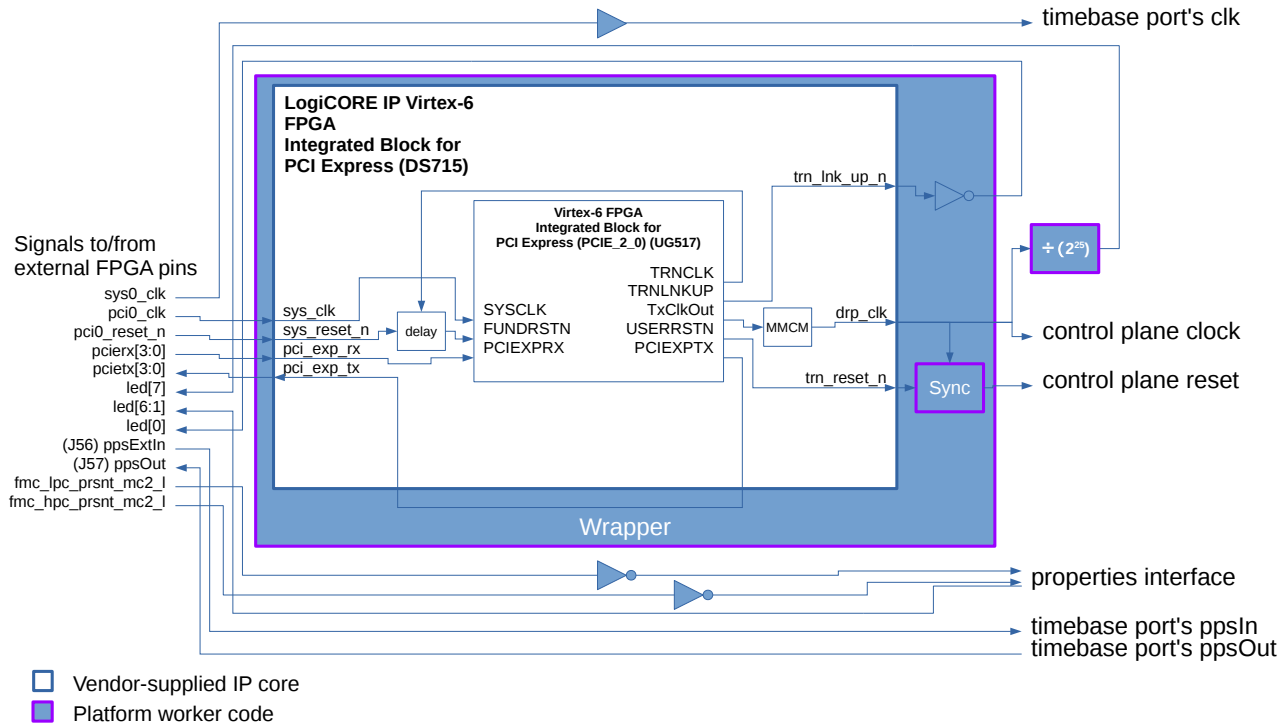 timebase port's clk
LogiCORE IP Virtex-6
FPGA
Integrated Block for
PCI Express (DS715)
trn_lnk_up_n
Virtex-6 FPGA
Integrated Block for
PCI Express (PCIE_2_0) (UG517)
÷ (2^25)
Signals to/from
external FPGA pins
TRNCLK
TRNLNKUP
TxClkOut
USERRSTN
PCIEXPTX
SYSCLK
FUNDRSTN
PCIEXPRX
sys0_clk
pci0_clk
pci0_reset_n
pcierx[3:0]
pcietx[3:0]
led[7]
led[6:1]
led[0]
(J56) ppsExtIn
(J57) ppsOut
fmc_lpc_prsnt_mc2_l
fmc_hpc_prsnt_mc2_l
sys_clk
sys_reset_n
pci_exp_rx
pci_exp_tx
delay
MMCM
drp_clk
control plane clock
trn_reset_n
Sync
control plane reset
Wrapper
properties interface
timebase port's ppsIn
timebase port's ppsOut
Vendor-supplied IP core
Platform worker code